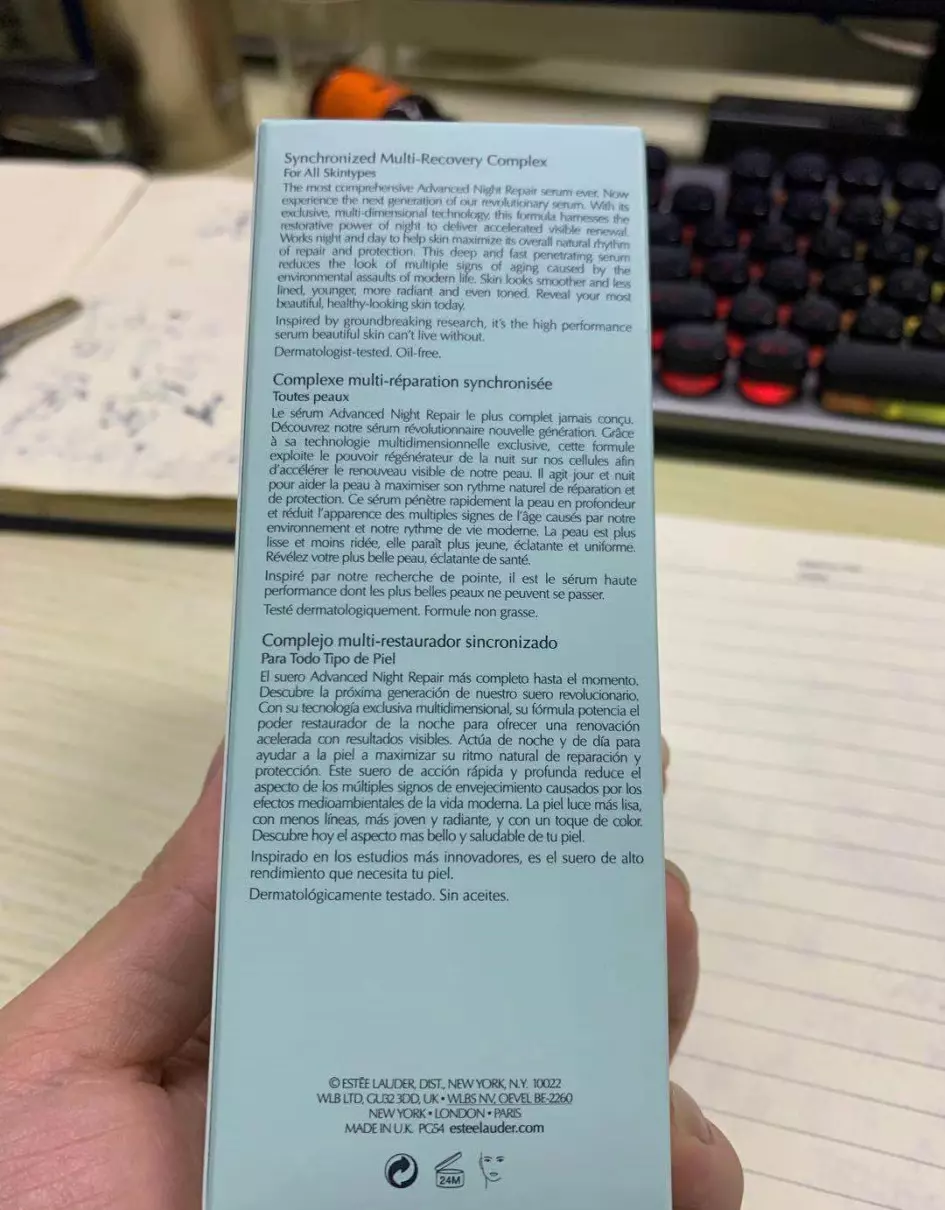 Synchronized Multi-Recovery Complex
For All Skintypes
The most comprehensive Advanced Night Repair serum ever. Now
experience the next generation of our revolutionary serum. With its
exclusive, multi-dimensional technology, this formula harnesses the
restorative power of night to deliver accelerated visible renewal.
Works night and day to help skin maximize its overall natural rhythm
of repair and protection. This deep and fast penetrating serum
reduces the look of multiple signs of aging caused by the
environmental assaults of modern life. Skin looks smoother and less
lined, younger, more radiant and even toned. Reveal your most
beautiful, healthy-looking skin today.
Inspired by groundbreaking research, it's the high performance
serum beautiful skin can't live without.
Dermatologist-tested. Oil-free.
Complexe multi-réparation synchronisée
Toutes peaux
Le sérum Advanced Night Repair le plus complet jamais conçu.
Découvrez notre sérum révolutionnaire nouvelle génération. Grâce
à sa technologie multidimensionnelle exclusive, cette formule
exploite le pouvoir régénérateur de la nuit sur nos cellules afin
d'accélérer le renouveau visible de notre peau. Il agit jour et nuit
pour aider la peau à maximiser son rythme naturel de réparation et
de protection. Ce sérum pénètre rapidement la peau en profondeur
et réduit l'apparence des multiples signes de l'âge causés par notre
environnement et notre rythme de vie moderne. La peau est plus
lisse et moins ridée, elle paraît plus jeune, éclatante et uniforme.
Révélez votre plus belle peau, éclatante de santé.
Inspiré par notre recherche de pointe, il est le sérum haute
performance dont les plus belles peaux ne peuvent se passer.
Testé dermatologiquement. Formule non grasse.
Complejo multi-restaurador sincronizado
Para Todo Tipo de Piel
El suero Advanced Night Repair más completo hasta el momento.
Descubre la próxima generación de nuestro suero revolucionario.
Con su tecnología exclusiva multidimensional, su fórmula potencia el
poder restaurador de la noche para ofrecer una renovación
acelerada con resultados visibles. Actúa de noche y de día para
ayudar a la piel a maximizar su ritmo natural de reparación y
protección. Este suero de acción rápida y profunda reduce el
aspecto de los múltiples signos de envejecimiento causados por los
efectos medioambientales de la vida moderna. La piel luce más lisa,
con menos líneas, más joven y radiante, y con un toque de color.
Descubre hoy el aspecto mas bello y saludable de tu piel.
Inspirado en los estudios más innovadores, es el suero de alto
rendimiento que necesita tu piel.
Dermatológicamente testado. Sin aceites.
© ESTĒE LAUDER, DIST., NEW YORK, N.Y. 10022
WLB LTD, GU32 3DD, UK • WLBS NV, OEVEL BE-2260
NEW YORK • LONDON • PARIS
MADE IN U.K. PG54 esteelauder.com
24M